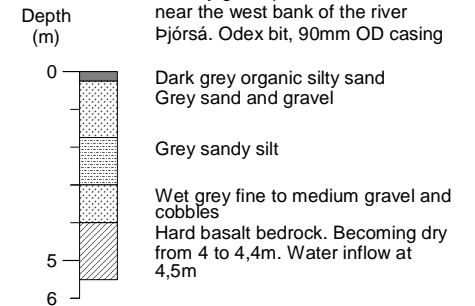 Depth
(m)
near the west bank of the river
Þjórsá. Odex bit, 90mm OD casing
0
Dark grey organic silty sand
Grey sand and gravel
Grey sandy silt
Wet grey fine to medium gravel and
cobbles
Hard basalt bedrock. Becoming dry
from 4 to 4,4m. Water inflow at
4,5m
5
6